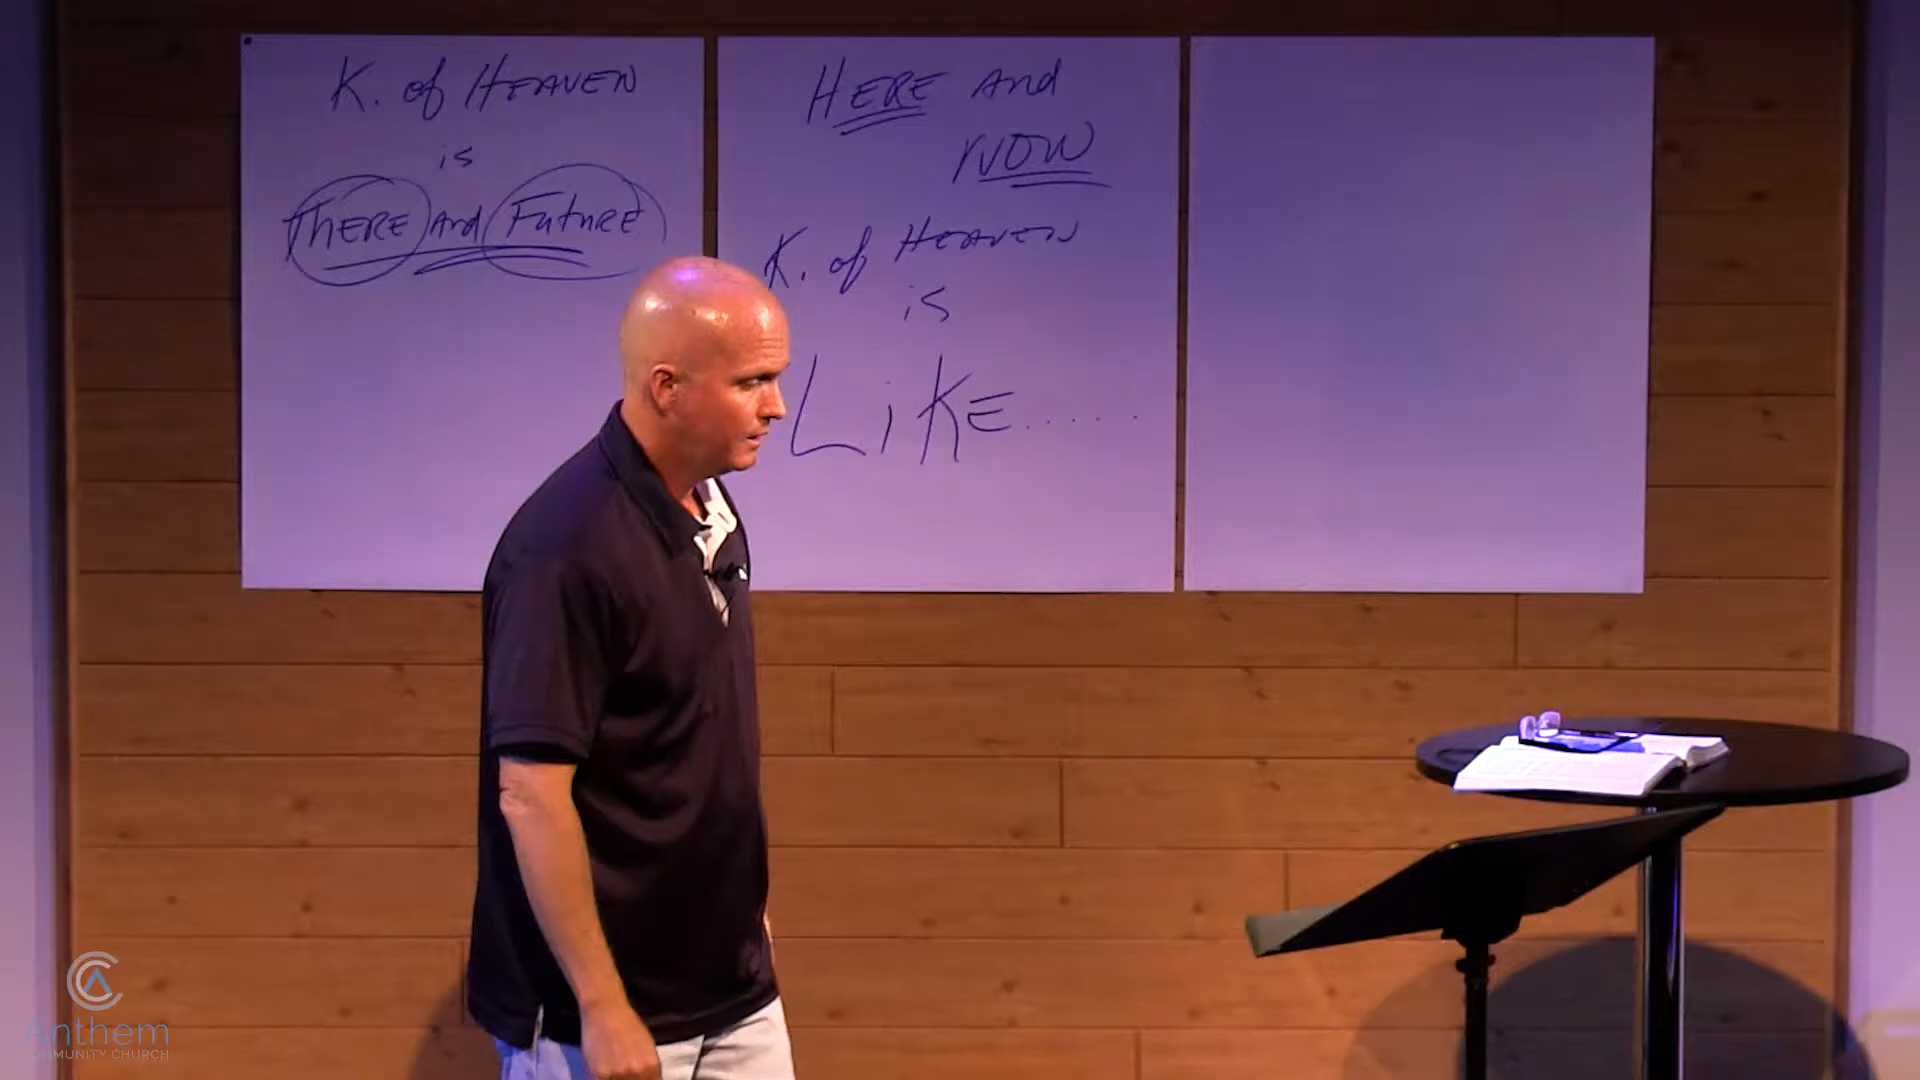 K. of HEAVEN
is
THERE And FuturE
HERE and
NOW
K. of HEAVEN
is
LiKE......
Anthem
COMMUNITY CHURCH